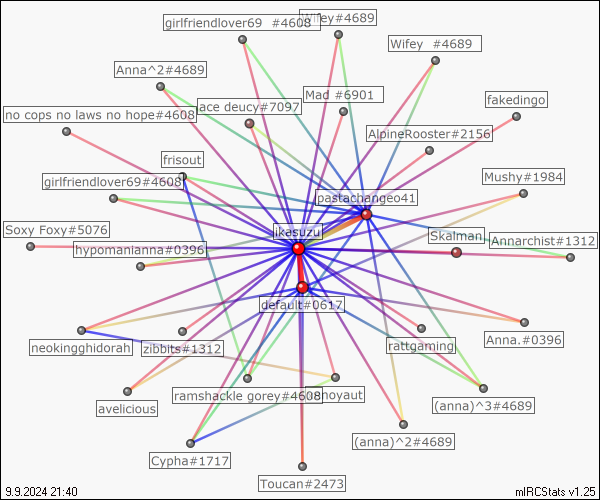 girlfriendlover69 #4608
Wifey#4689
Wifey #4689
Anna^2#4689
no cops no laws no hope#4608
ace deucy#7097
Mad #6901
fakedingo
AlpineRooster#2156
frisout
girlfriendlover69#4608
pastachangeo41
Mushy#1984
Soxy Foxy#5076
ikasuzu
Skaiman
Annarchist#1312
hypomanianna#0396
default#0617
neokingghidorah
zibbits#1312
rattgaming
Anna.#0396
ramshackle gorey#4608
noyaut
avelicious
(anna)^3#4689
(anna)^2#4689
Cypha#1717
Toucan#2473
9.9.2024 21:40
mIRCStats v1.25